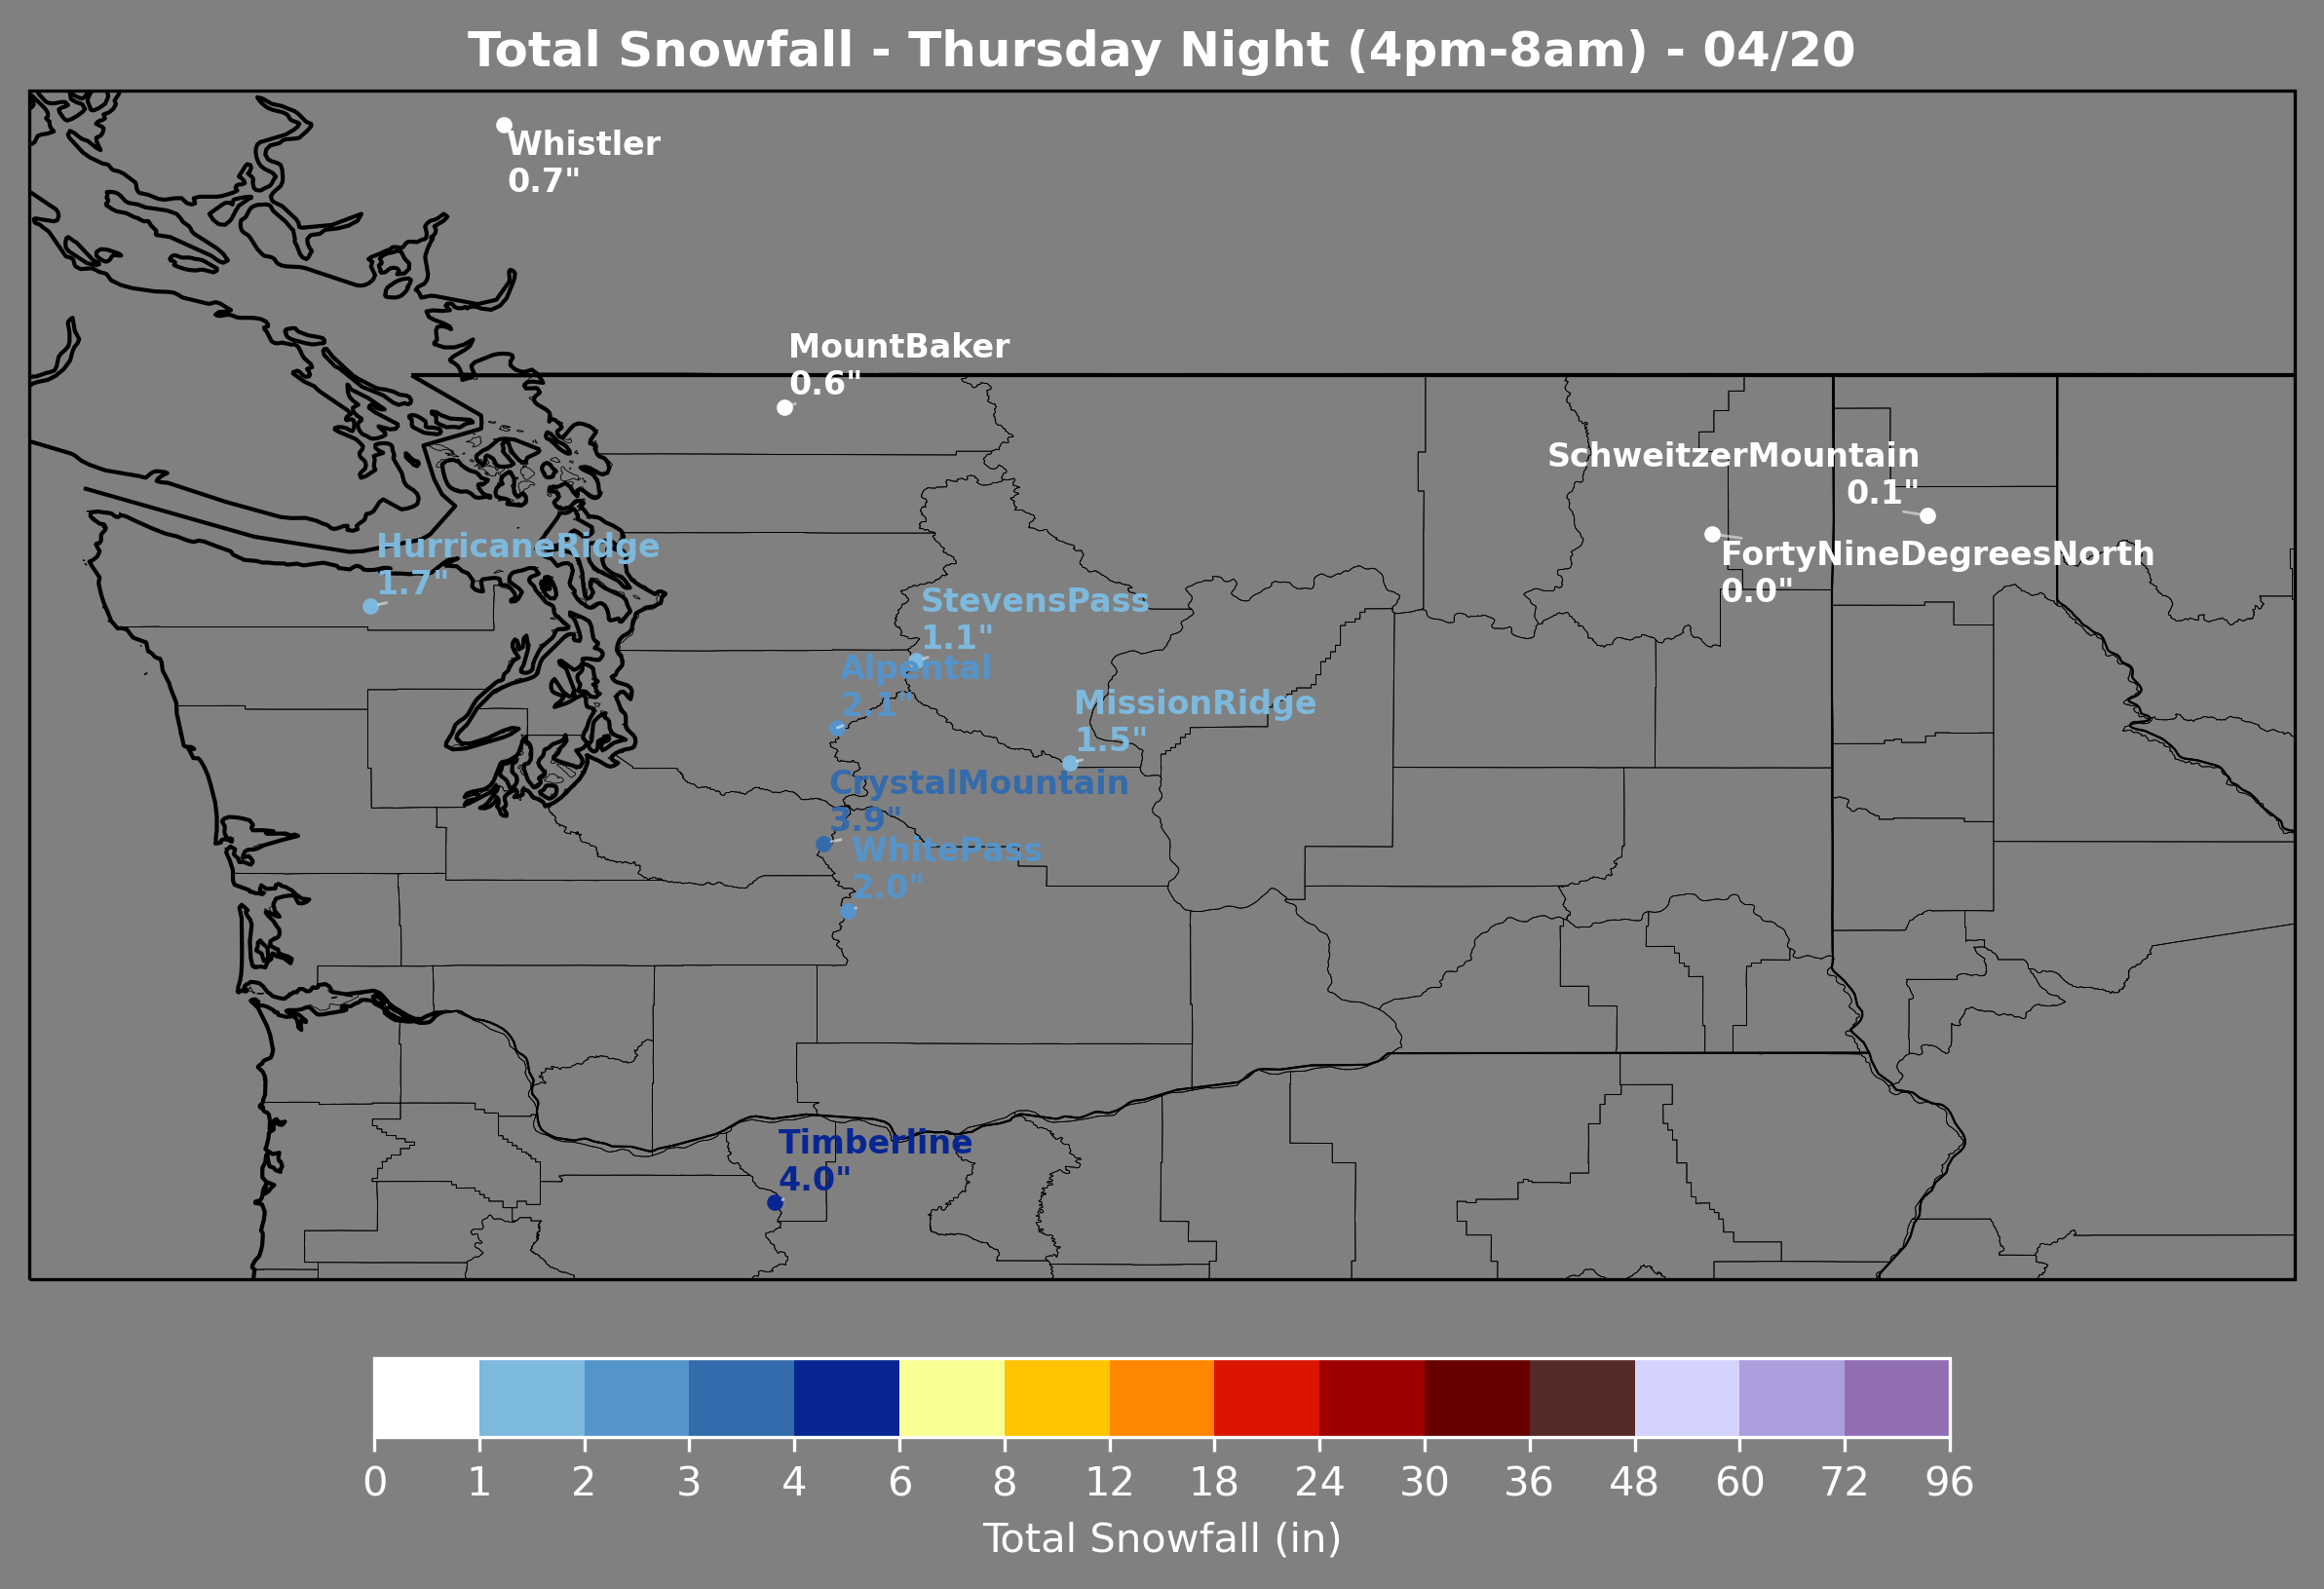 Total Snowfall - Thursday Night (4pm-8am) - 04/20
Whistler
0.7"
MountBaker
0.6"
SchweitzerMountain
0.1"
HurricaneRidge
1.7"
FortyNineDegreesNorth
0.0"
StevensPass
1.1"
Alpental
2.1"
MissionRidge
1.5"
CrystalMountain
3.9"
WhitePass
2.0"
Timberline
4.0"
0 1 2 3 4 6 8 12 18 24 30 36 48 60 72 96
Total Snowfall (in)